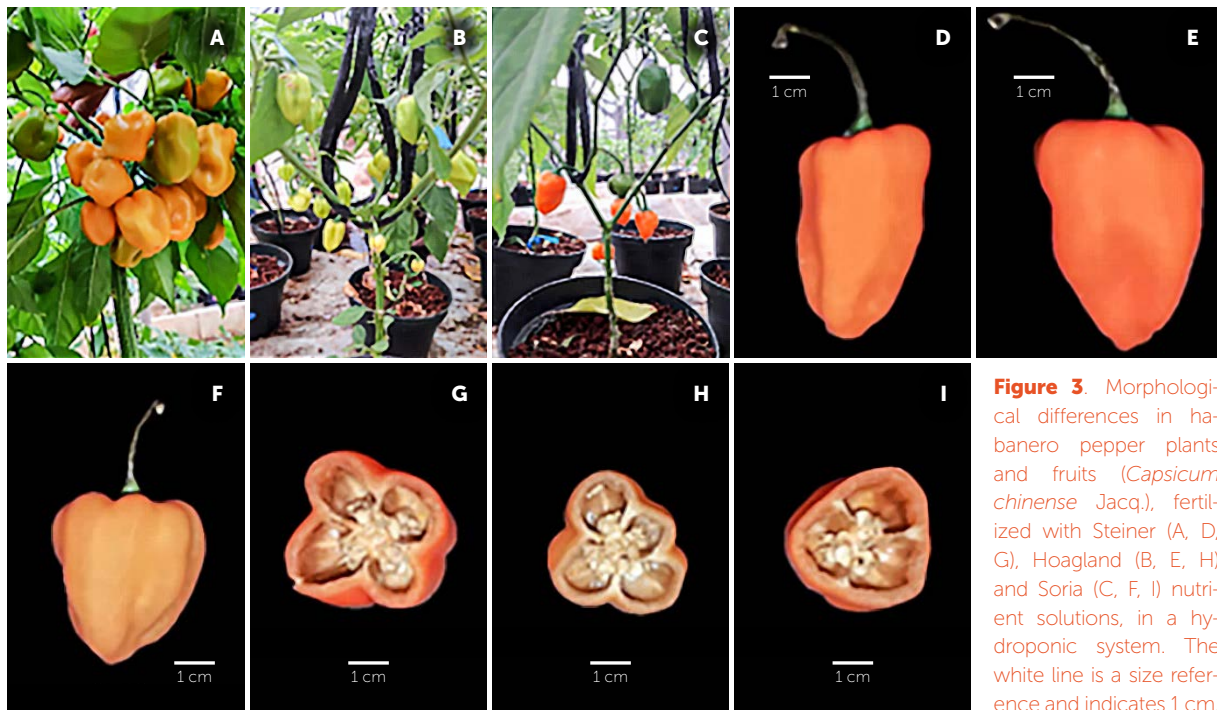 A
B
C
D
1 cm
E
1 cm
F
1 cm
G
1 cm
H
1 cm
I
1 cm
Figure 3. Morphologi-
cal differences in ha-
banero pepper plants
and fruits (Capsicum
chinense Jacq.), fertil-
ized with Steiner (A, D,
G), Hoagland (B, E, H)
and Soria (C, F, I) nutri-
ent solutions, in a hy-
droponic system. The
white line is a size refer-
ence and indicates 1 cm